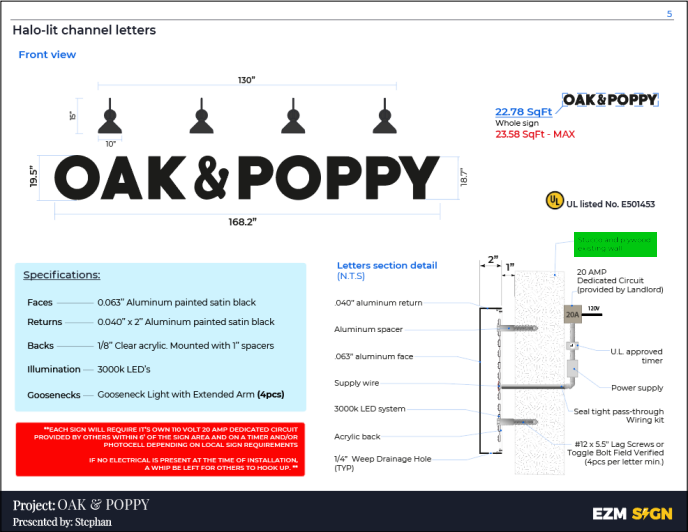 5
Halo-lit channel letters
Front view
130"
15"
10"
OAK & POPPY
19.5"
18.7"
168.2"
OAK & POPPY
22.78 SqFt
Whole sign
23.58 SqFt - MAX
UL
UL listed No. E501453
Specifications:
Faces 0.063" Aluminum painted satin black
Returns 0.040" x 2" Aluminum painted satin black
Backs 1/8" Clear acrylic. Mounted with 1" spacers
Illumination 3000k LED's
Goosenecks Gooseneck Light with Extended Arm (4pcs)
**EACH SIGN WILL REQUIRE IT'S OWN 110 VOLT 20 AMP DEDICATED CIRCUIT
PROVIDED BY OTHERS WITHIN 6' OF THE SIGN AREA AND ON A TIMER AND/OR
PHOTOCELL DEPENDING ON LOCAL SIGN REQUIREMENTS
IF NO ELECTRICAL IS PRESENT AT THE TIME OF INSTALLATION,
A WHIP BE LEFT FOR OTHERS TO HOOK UP. **
Letters section detail
(N.T.S)
2"
1"
.040" aluminum return
Aluminum spacer
.063" aluminum face
Supply wire
3000k LED system
Acrylic back
1/4" Weep Drainage Hole
(TYP)
Stucco and plywood
existing wall
20 AMP
Dedicated Circuit
(provided by Landlord)
20A
120V
U.L. approved
timer
Power supply
Seal tight pass-through
Wiring kit
#12 x 5.5" Lag Screws or
Toggle Bolt Field Verified
(4pcs per letter min.)
Project: OAK & POPPY
Presented by: Stephan
EZM SIGN